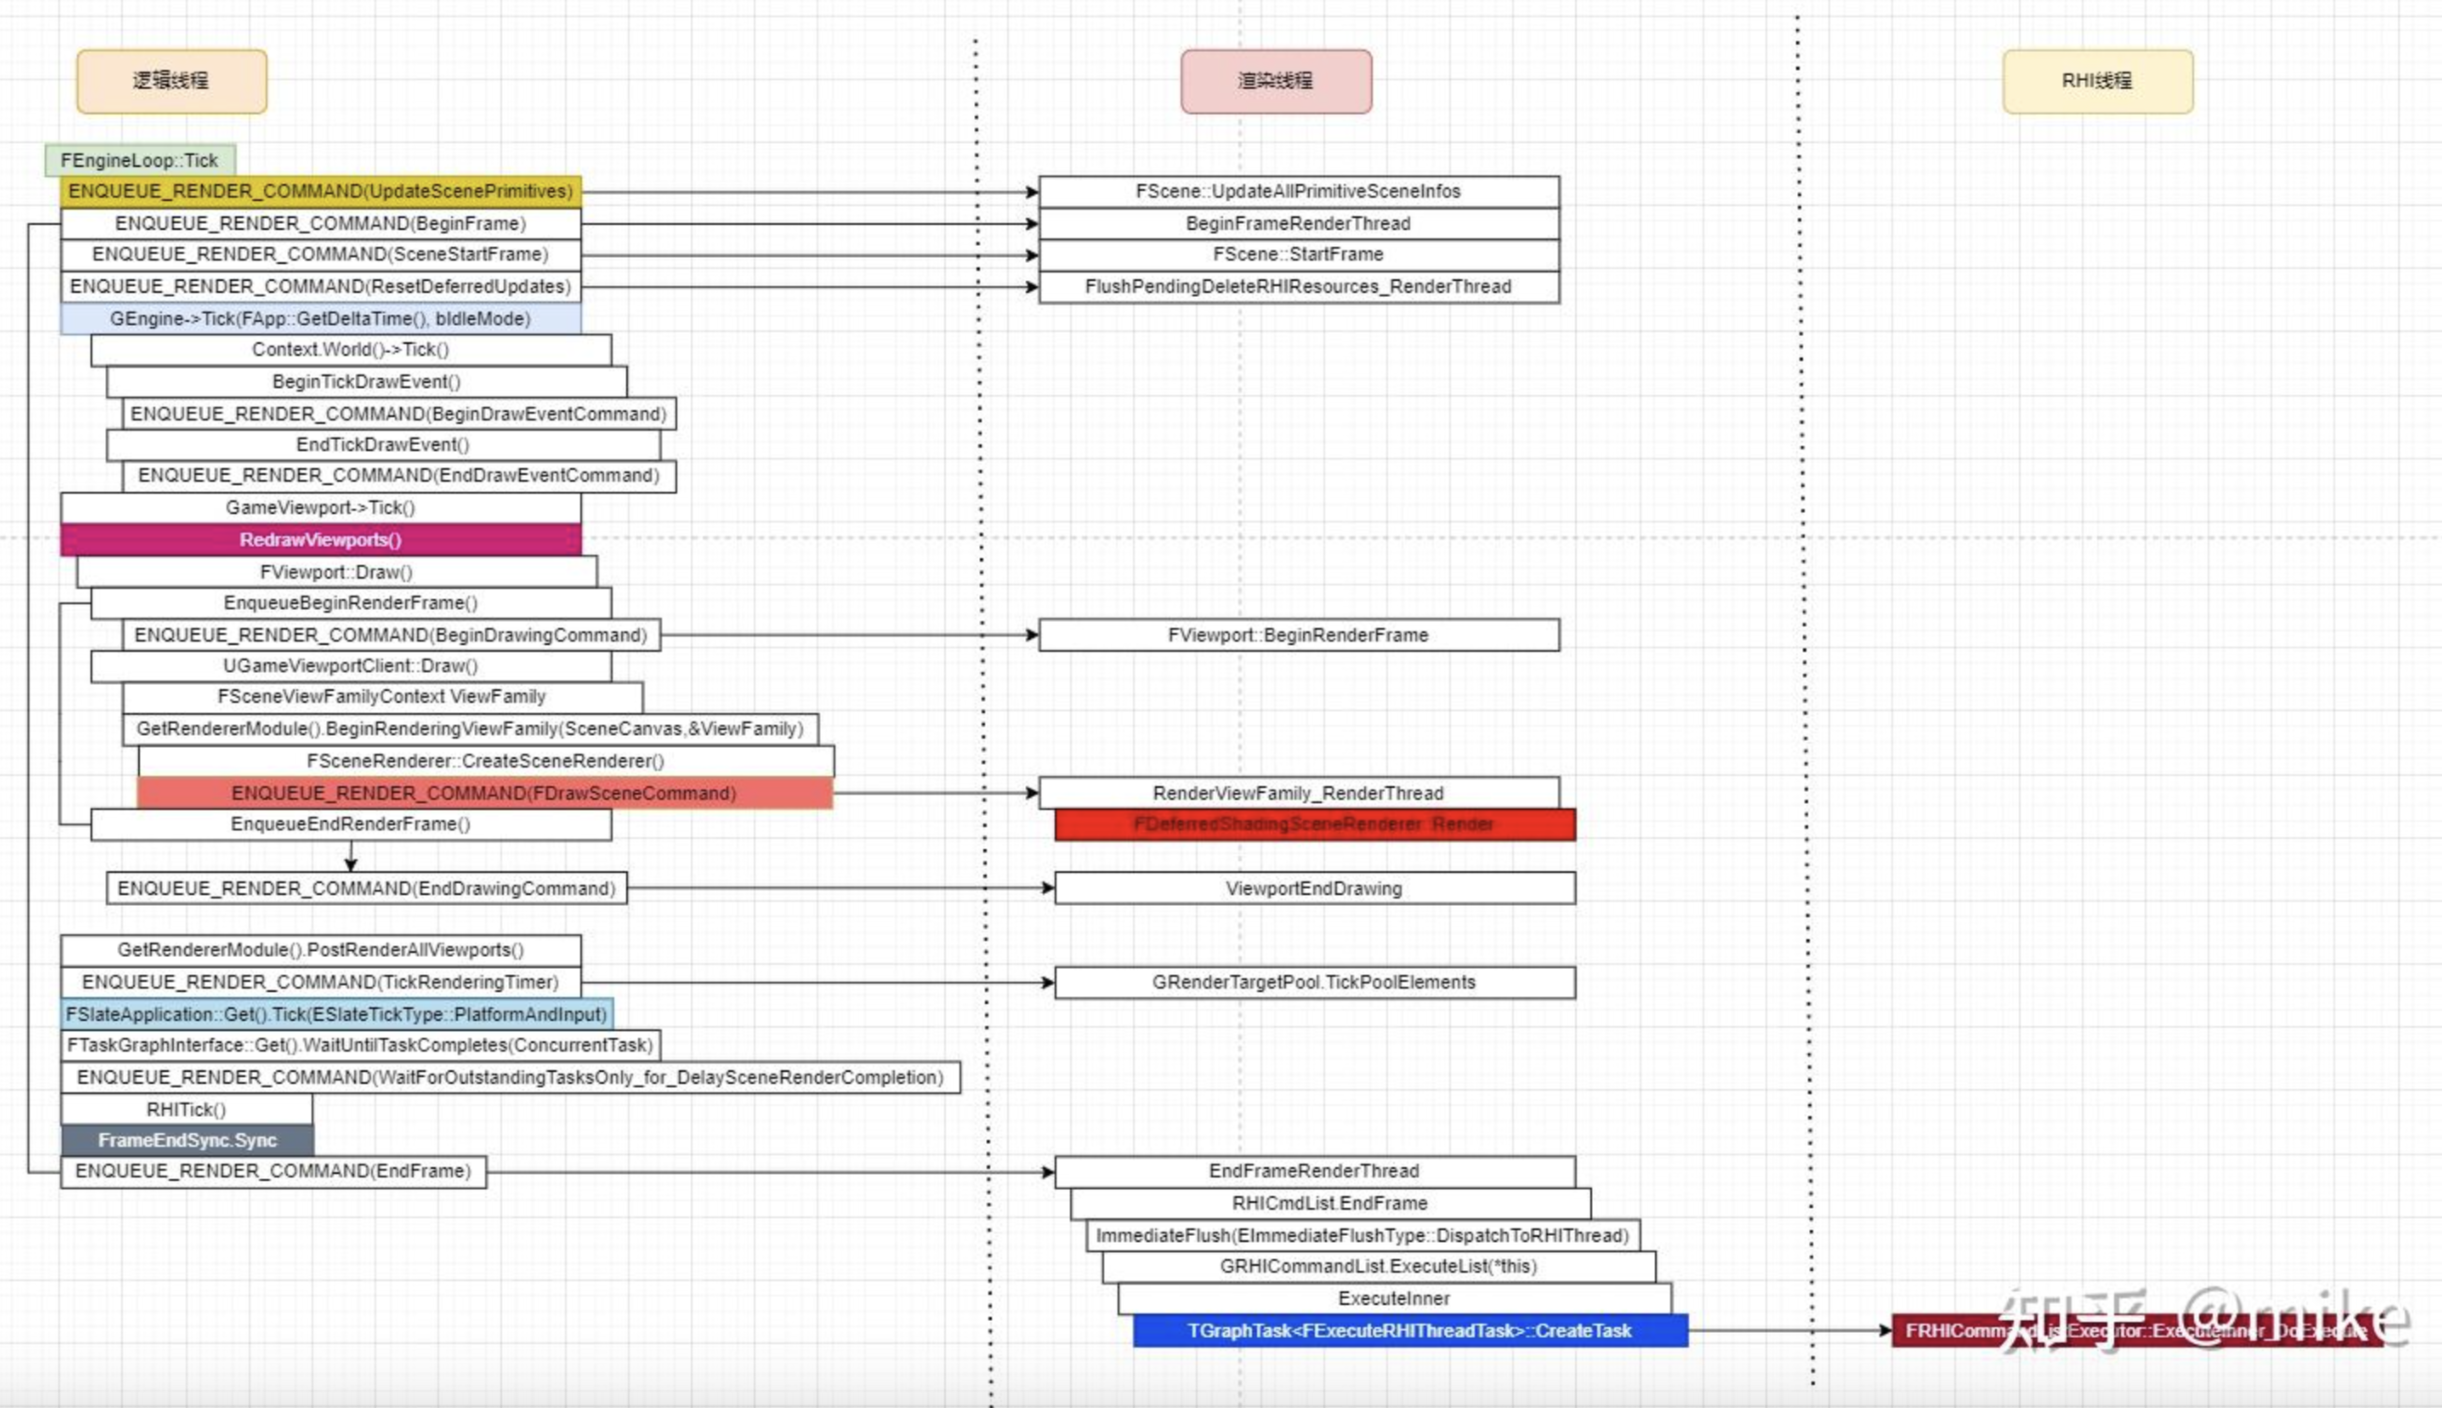 逻辑线程
渲染线程
RHI线程
FEngineLoop::Tick
ENQUEUE_RENDER_COMMAND(UpdateScenePrimitives)
FScene::UpdateAllPrimitiveSceneInfos
ENQUEUE_RENDER_COMMAND(BeginFrame)
BeginFrameRenderThread
ENQUEUE_RENDER_COMMAND(SceneStartFrame)
FScene::StartFrame
ENQUEUE_RENDER_COMMAND(ResetDeferredUpdates)
FlushPendingDeleteRHIResources_RenderThread
GEngine->Tick(FApp::GetDeltaTime(), bIdleMode)
Context.World()->Tick()
BeginTickDrawEvent()
ENQUEUE_RENDER_COMMAND(BeginDrawEventCommand)
EndTickDrawEvent()
ENQUEUE_RENDER_COMMAND(EndDrawEventCommand)
GameViewport->Tick()
RedrawViewports()
FViewport::Draw()
EnqueueBeginRenderFrame()
ENQUEUE_RENDER_COMMAND(BeginDrawingCommand)
FViewport::BeginRenderFrame
UGameViewportClient::Draw()
FSceneViewFamilyContext ViewFamily
GetRendererModule().BeginRenderingViewFamily(SceneCanvas,&ViewFamily)
FSceneRenderer::CreateSceneRenderer()
ENQUEUE_RENDER_COMMAND(FDrawSceneCommand)
RenderViewFamily_RenderThread
EnqueueEndRenderFrame()
FDeferredShadingSceneRenderer Render
ENQUEUE_RENDER_COMMAND(EndDrawingCommand)
ViewportEndDrawing
GetRendererModule().PostRenderAllViewports()
ENQUEUE_RENDER_COMMAND(TickRenderingTimer)
GRenderTargetPool.TickPoolElements
FSlateApplication::Get().Tick(ESlateTickType::PlatformAndInput)
FTaskGraphInterface::Get().WaitUntilTaskCompletes(ConcurrentTask)
ENQUEUE_RENDER_COMMAND(WaitForOutstandingTasksOnly_for_DelaySceneRenderCompletion)
RHITick()
FrameEndSync.Sync
ENQUEUE_RENDER_COMMAND(EndFrame)
EndFrameRenderThread
RHICmdList.EndFrame
ImmediateFlush(EImmediateFlushType::DispatchToRHIThread)
GRHICommandList.ExecuteList(*this)
ExecuteInner
TGraphTask<FExecuteRHIThreadTask>::CreateTask
FRHICommandListExecutor::ExecuteInner_DoExecute
知乎 @mike